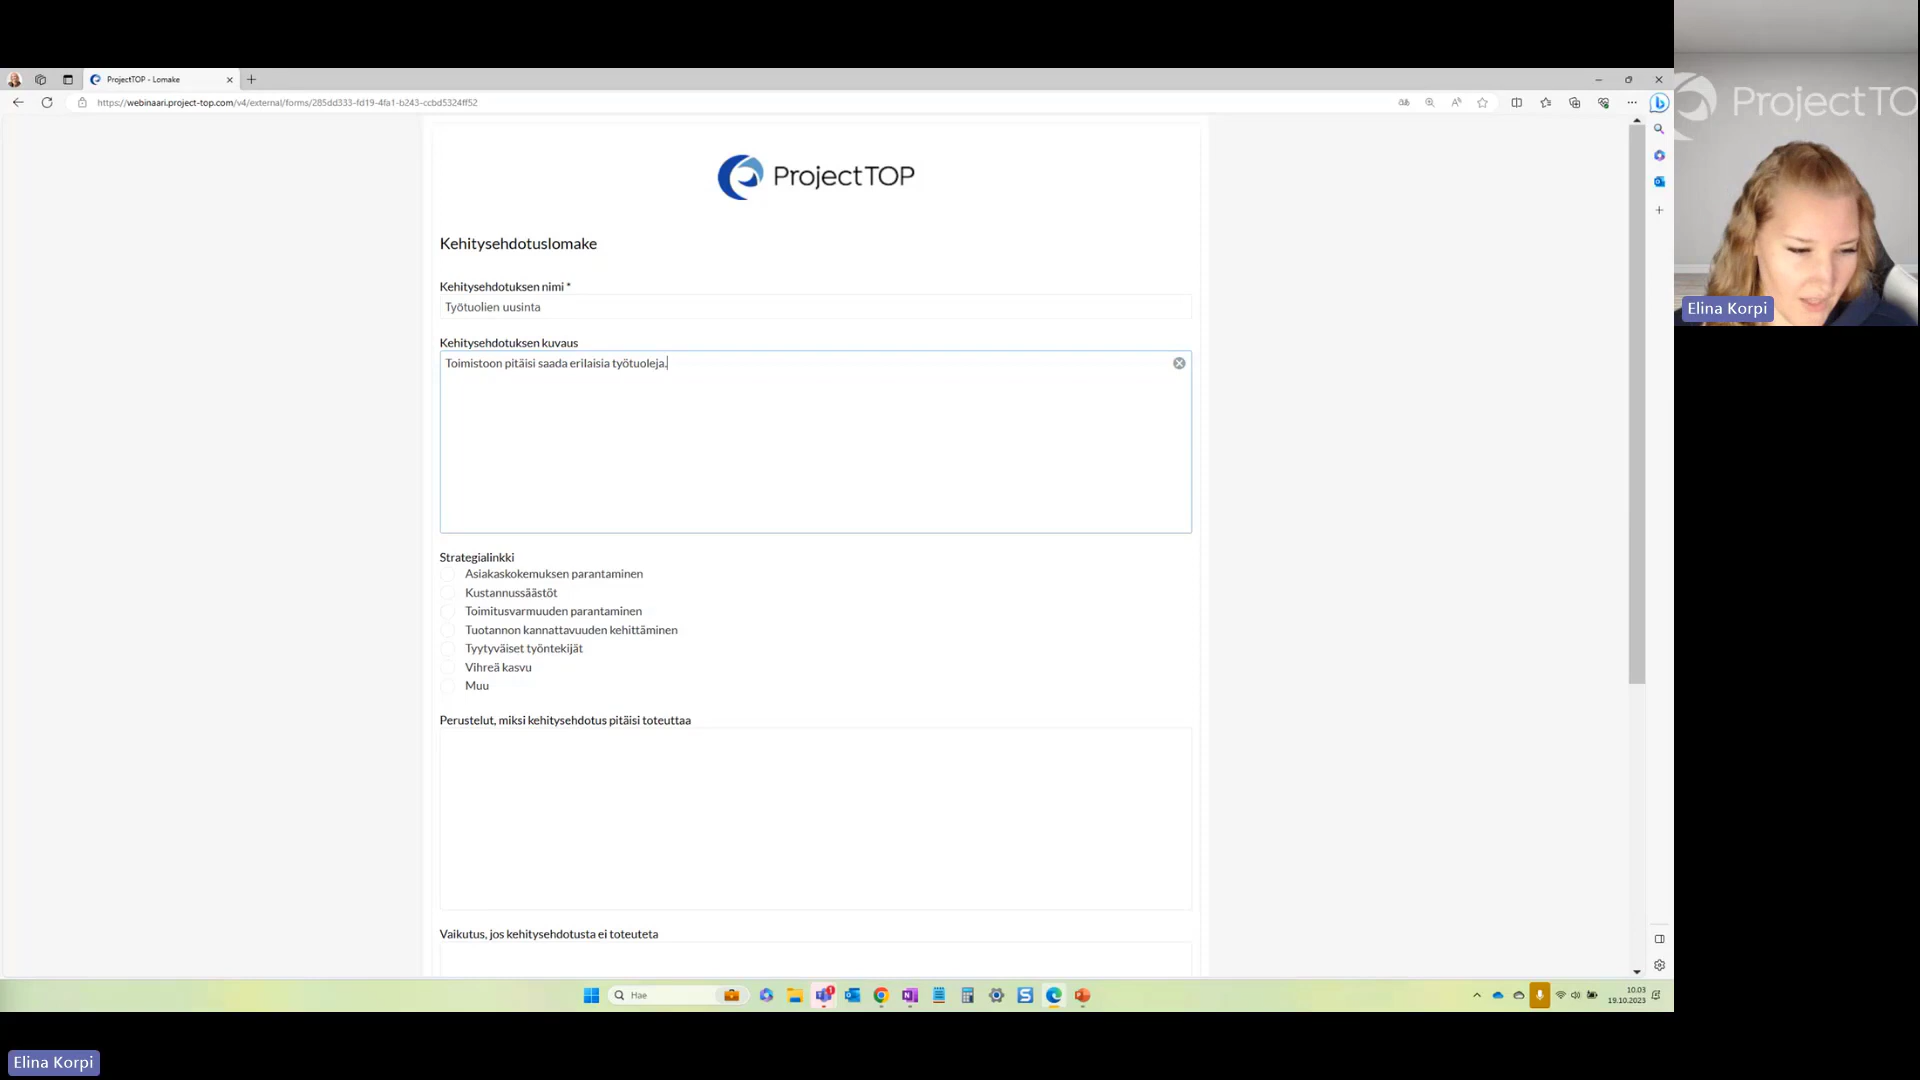 ProjectTOP - Lomake
https://webinaari.project-top.com/v4/external/forms/285dd333-fd19-4fa1-b243-ccbd5324ff52
ProjectTOP
Kehitysehdotuslomake
Kehitysehdotuksen nimi *
Työtuolien uusinta
Kehitysehdotuksen kuvaus
Toimistoon pitäisi saada erilaisia työtuoleja.
Strategialinkki
Asiakaskokemuksen parantaminen
Kustannussäästöt
Toimitusvarmuuden parantaminen
Tuotannon kannattavuuden kehittäminen
Tyytyväiset työntekijät
Vihreä kasvu
Muu
Perustelut, miksi kehitysehdotus pitäisi toteuttaa
Vaikutus, jos kehitysehdotusta ei toteuteta
Hae
10.03
19.10.2023
ProjectTO
Elina Korpi
Elina Korpi